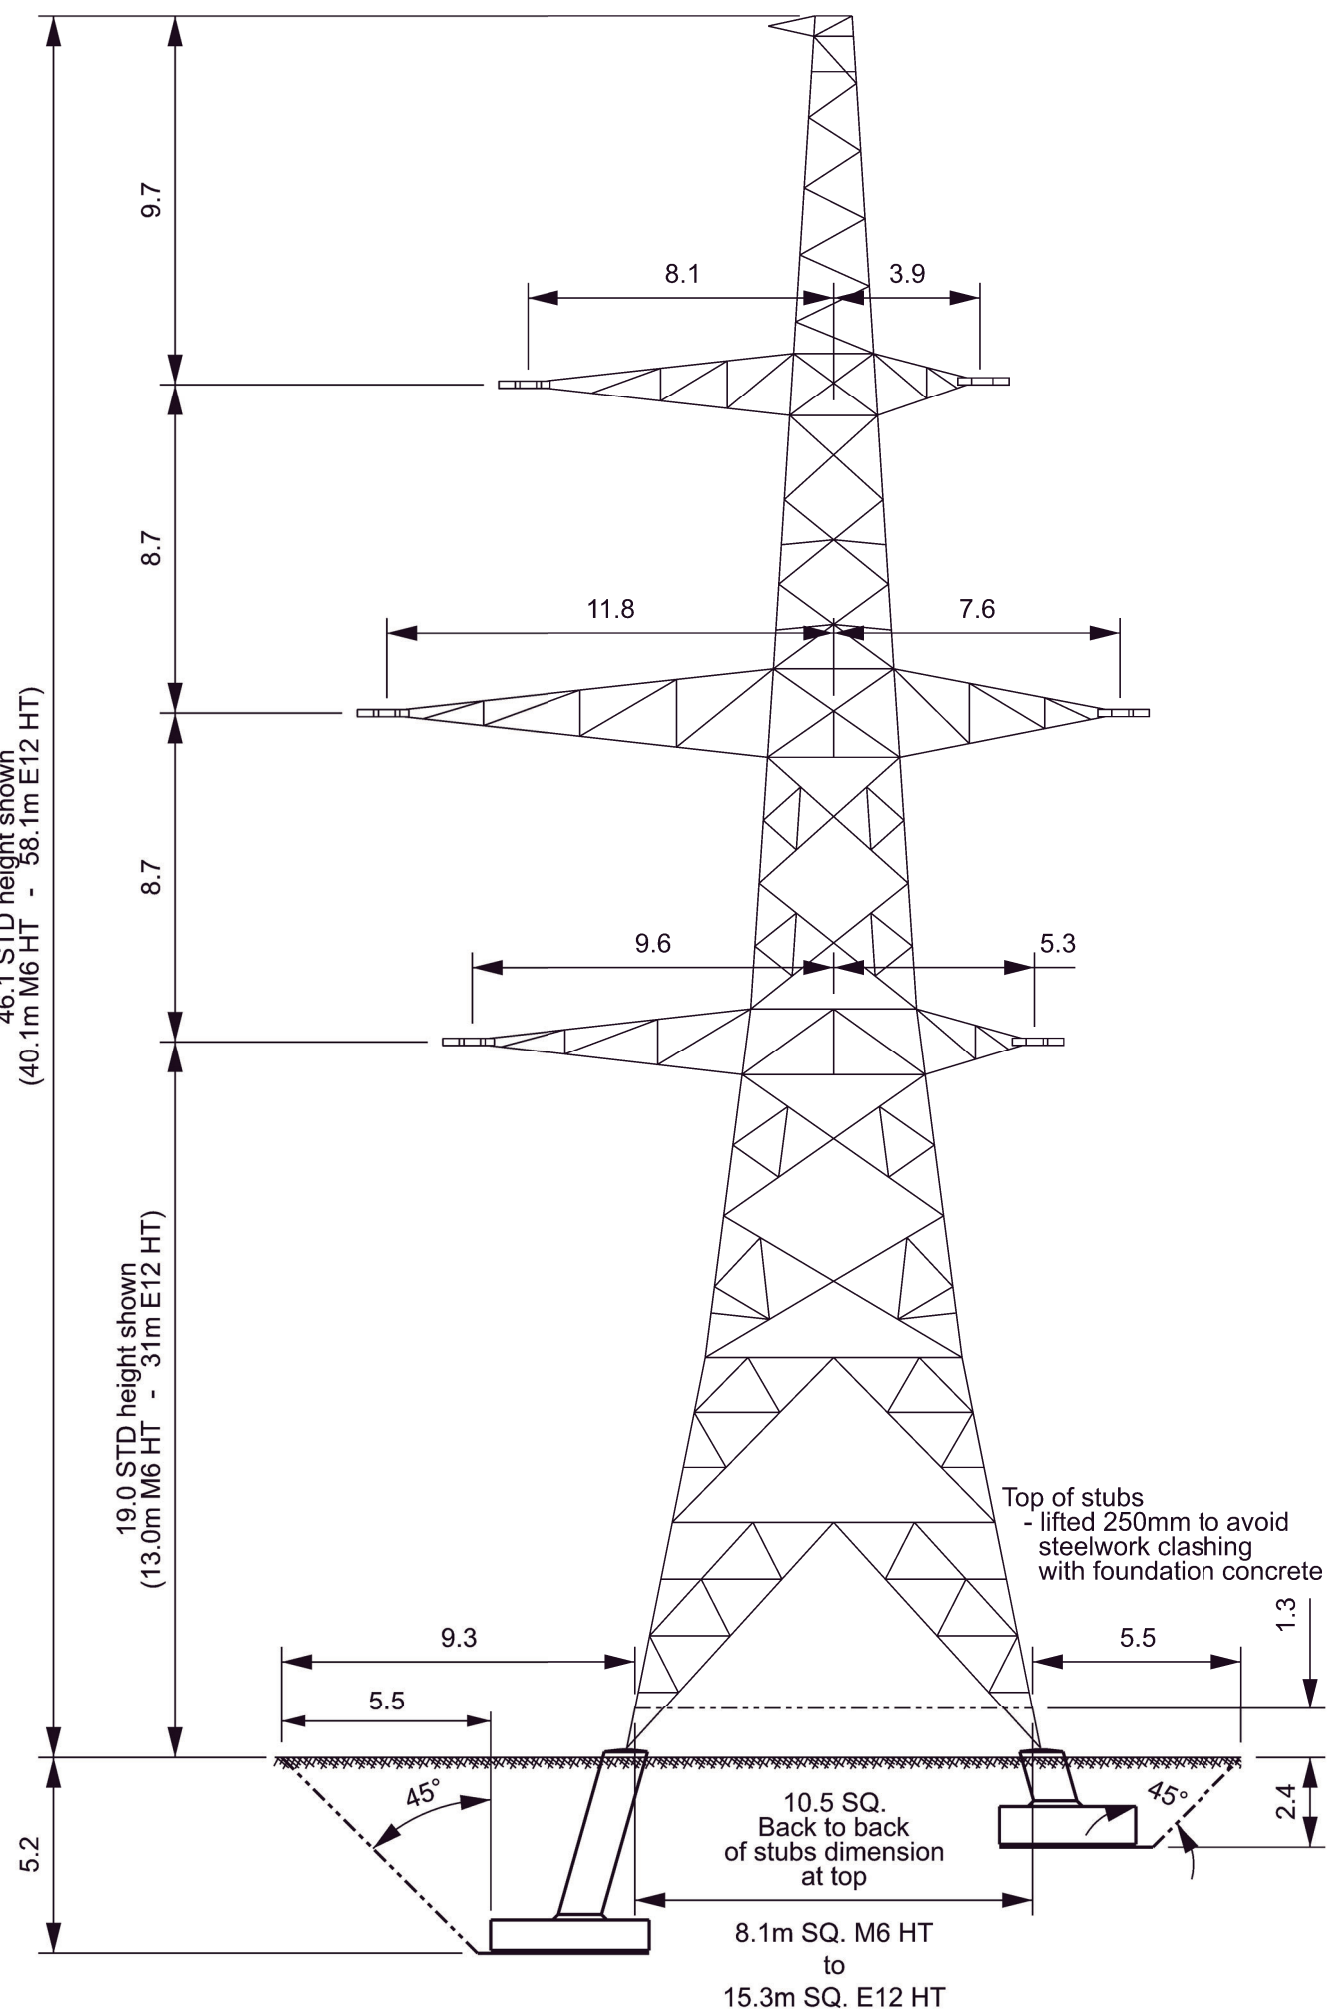 9.7
8.1
3.9
8.7
11.8
7.6
46.1 STD height shown
(40.1m M6 HT - 58.1m E12 HT)
8.7
9.6
5.3
19.0 STD height shown
(13.0m M6 HT - 31m E12 HT)
Top of stubs
- lifted 250mm to avoid
steelwork clashing
with foundation concrete
1.3
9.3
5.5
5.5
45°
45°
5.2
2.4
10.5 SQ.
Back to back
of stubs dimension
at top
8.1m SQ. M6 HT
to
15.3m SQ. E12 HT